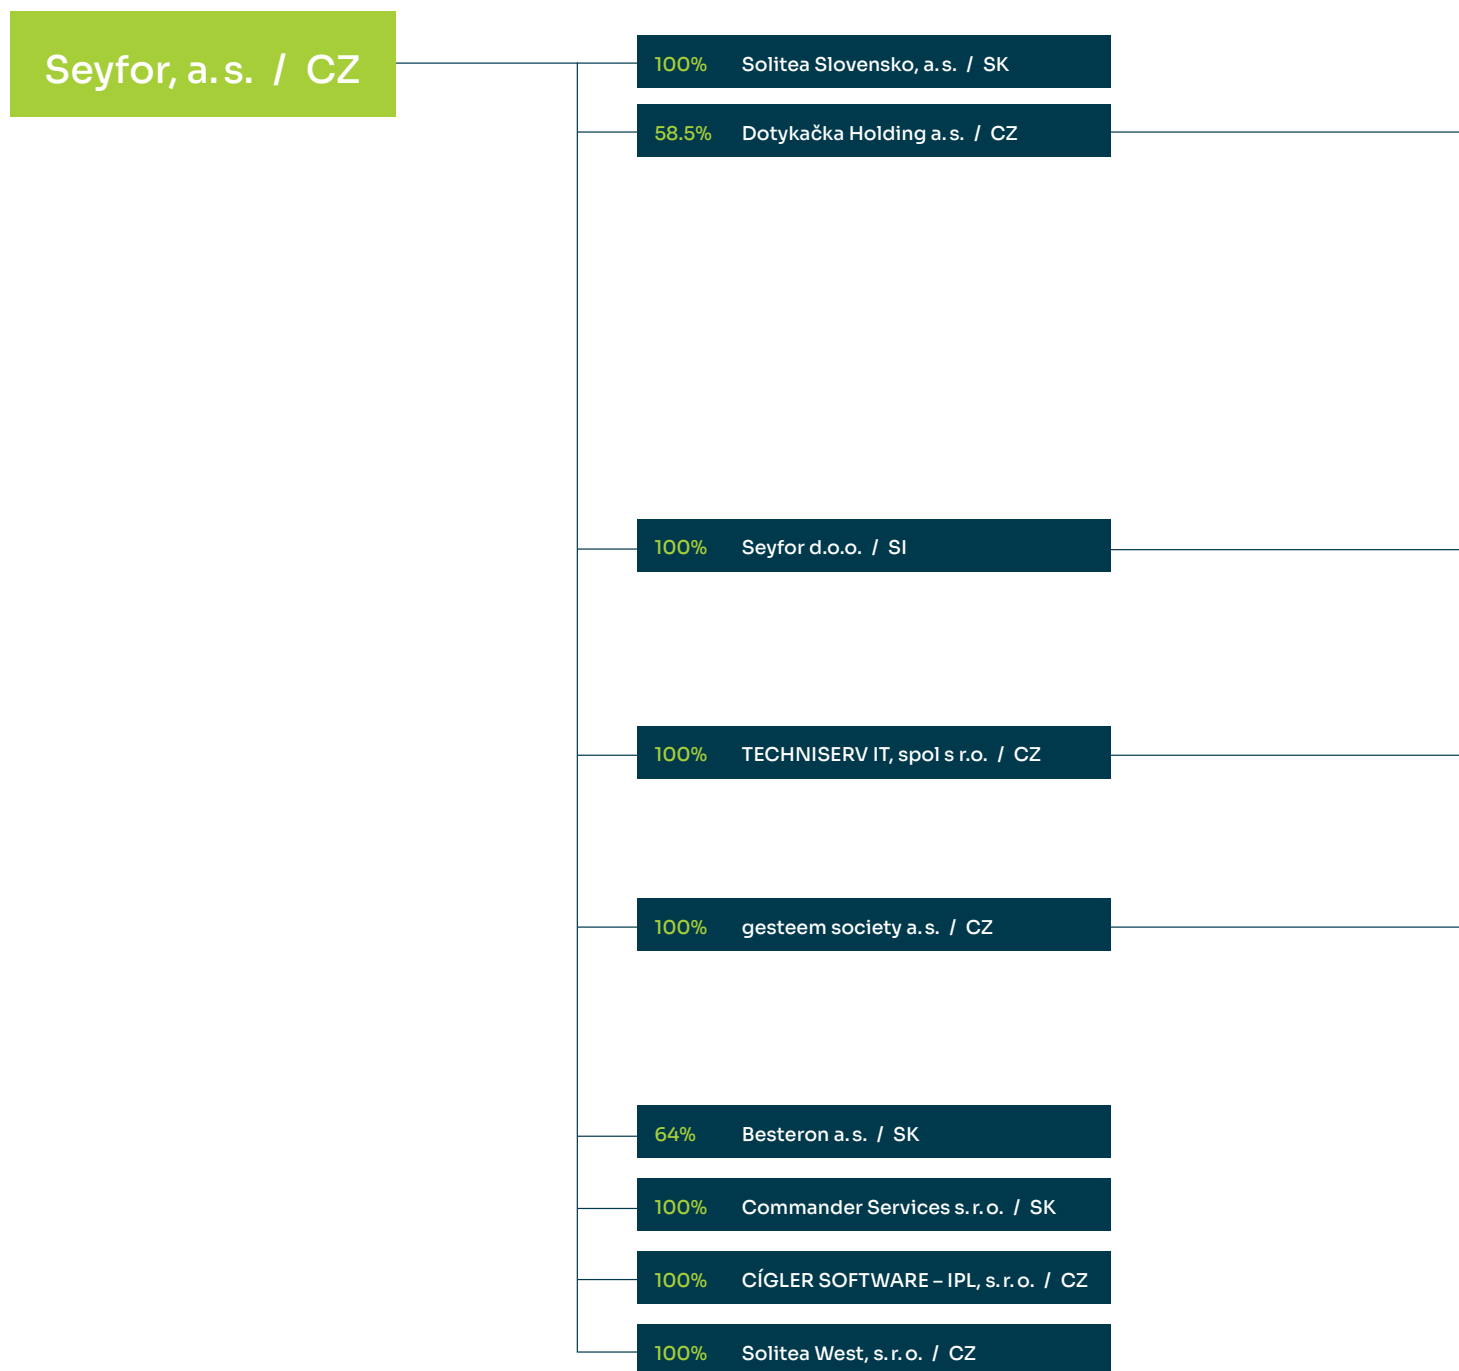 Seyfor, a. s. / CZ
100% Solitea Slovensko, a. s. / SK
58.5% Dotykačka Holding a. s. / CZ
100% Seyfor d.o.o. / SI
100% TECHNISERV IT, spol s r.o. / CZ
100% gesteem society a. s. / CZ
64% Besteron a. s. / SK
100% Commander Services s. r. o. / SK
100% CÍGLER SOFTWARE – IPL, s. r. o. / CZ
100% Solitea West, s. r. o. / CZ